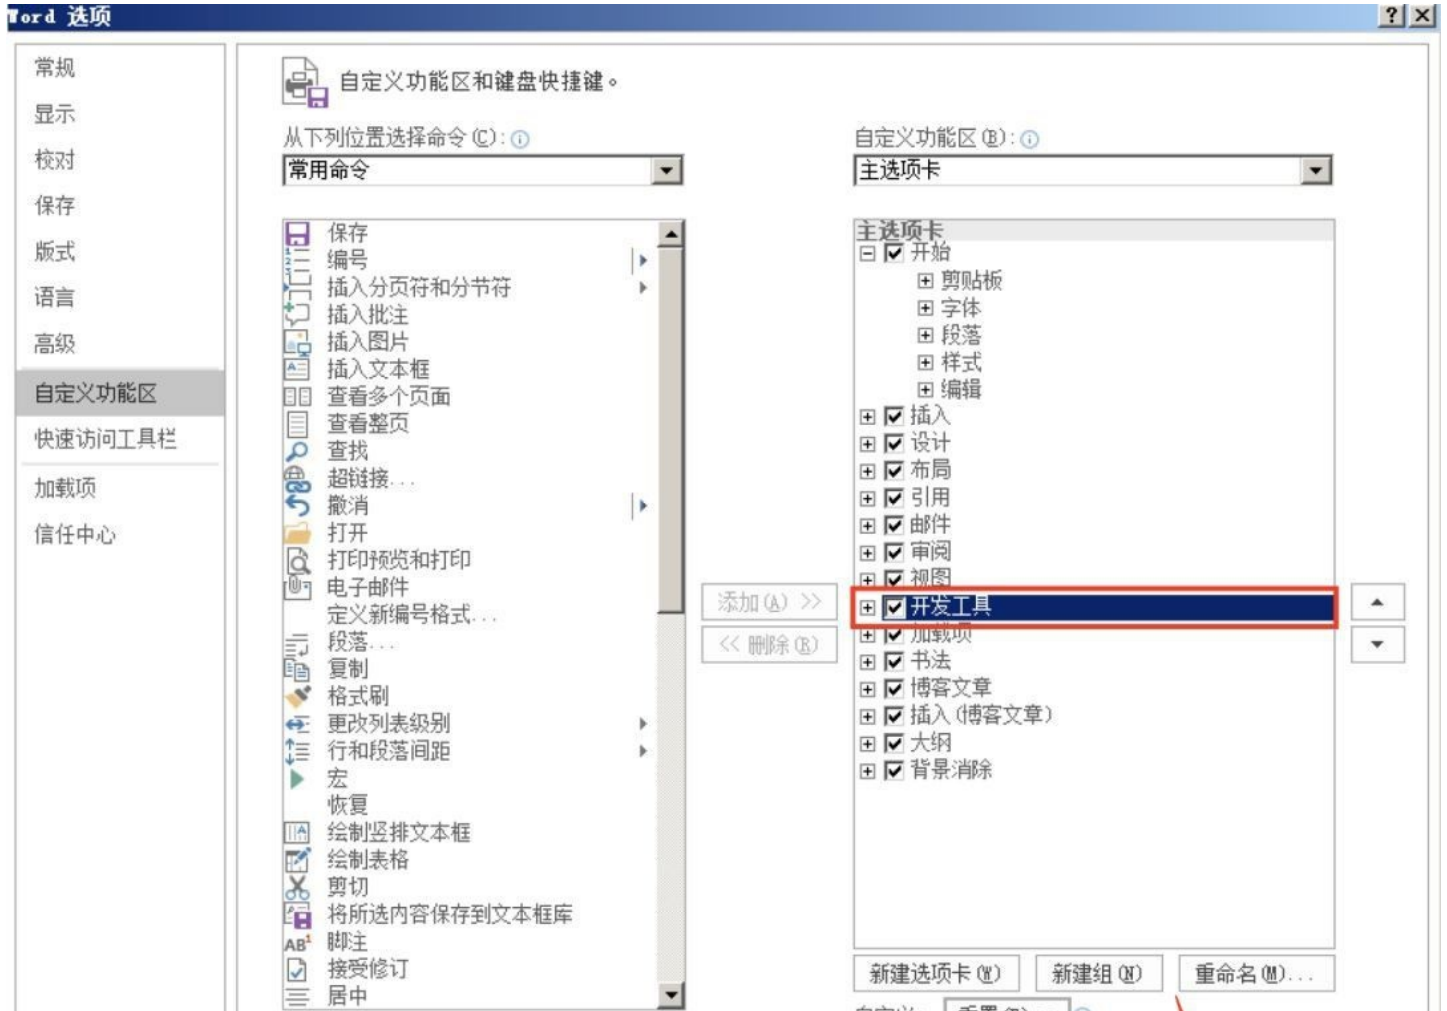 Word 选项
常规
显示
校对
保存
版式
语言
高级
自定义功能区
快速访问工具栏
加载项
信任中心
自定义功能区和键盘快捷键。
从下列位置选择命令(C):
常用命令
保存
编号
插入分页符和分节符
插入批注
插入图片
插入文本框
查看多个页面
查看整页
查找
超链接...
撤消
打开
打印预览和打印
电子邮件
定义新编号格式...
段落...
复制
格式刷
更改列表级别
行和段落间距
宏
恢复
绘制竖排文本框
绘制表格
剪切
将所选内容保存到文本框库
AB¹ 脚注
接受修订
居中
添加(A) >>
<< 删除(R)
自定义功能区(B):
主选项卡
主选项卡
开始
剪贴板
字体
段落
样式
编辑
插入
设计
布局
引用
邮件
审阅
视图
开发工具
加载项
书法
博客文章
插入(博客文章)
大纲
背景消除
新建选项卡(W)
新建组(N)
重命名(M)...